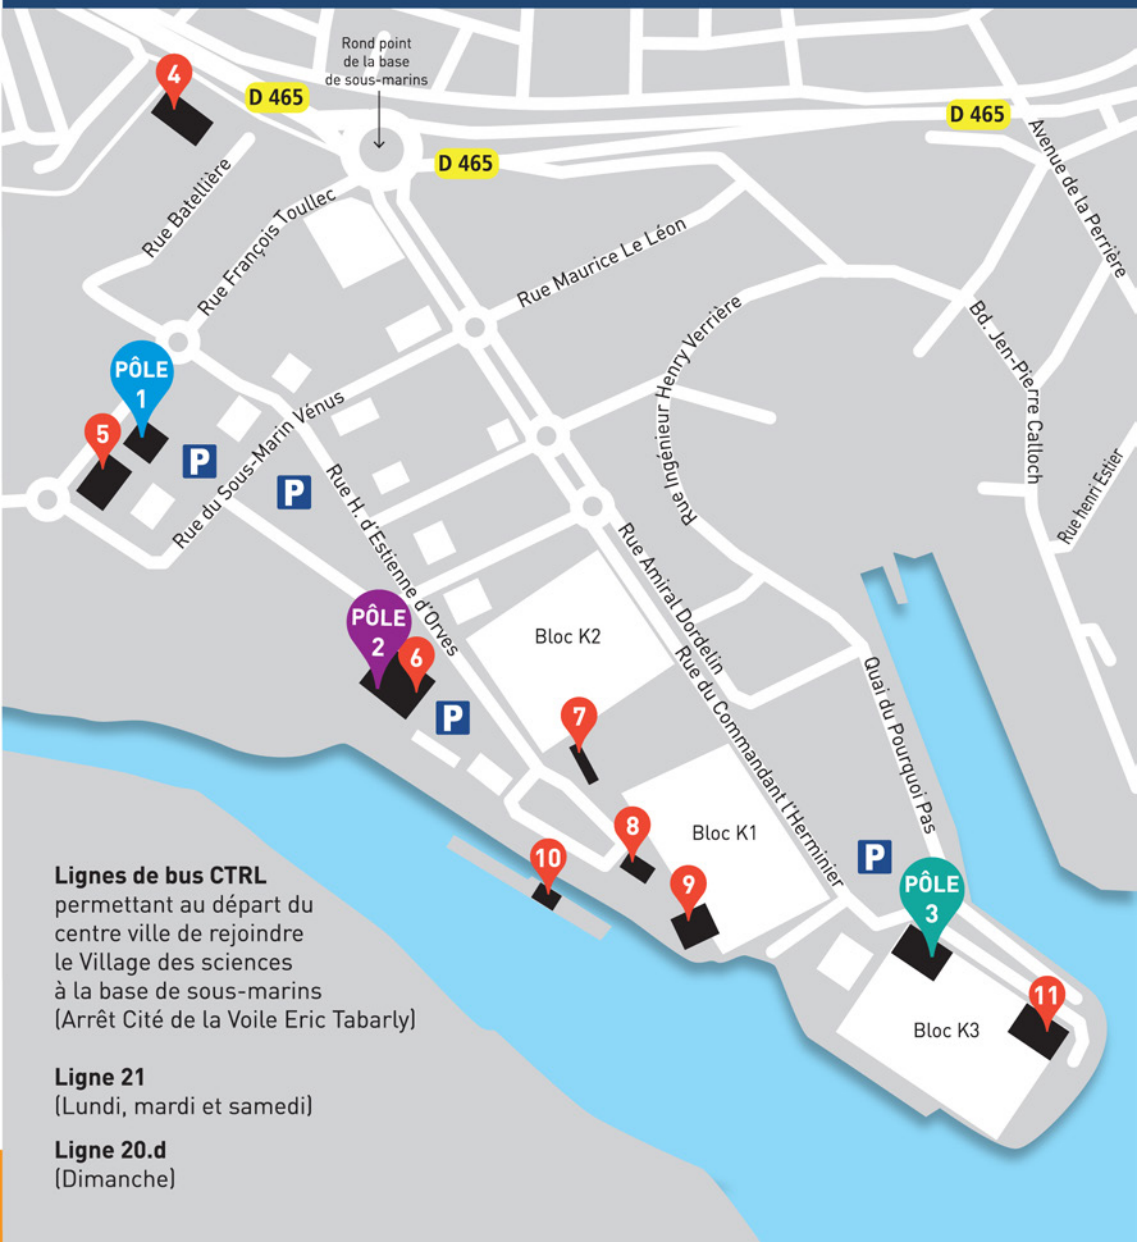 Rond point
de la base
de sous-marins
4
D 465
D 465
D 465
Avenue de la Perrière
Rue Batellière
Rue François Toullec
Rue Maurice Le Léon
Rue Ingénieur Henry Verrière
Bd. Jen-Pierre Calloch
Rue henri Estier
PÔLE
1
5
P
P
Rue du Sous-Marin Vénus
Rue H. d'Estienne d'Orves
Rue Amiral Dordelin
Rue du Commandant l'Herminier
Quai du Pourquoi Pas
PÔLE
2
6
P
Bloc K2
7
8
Bloc K1
9
10
P
PÔLE
3
11
Bloc K3
Lignes de bus CTRL
permettant au départ du
centre ville de rejoindre
le Village des sciences
à la base de sous-marins
(Arrêt Cité de la Voile Eric Tabarly)
Ligne 21
(Lundi, mardi et samedi)
Ligne 20.d
(Dimanche)